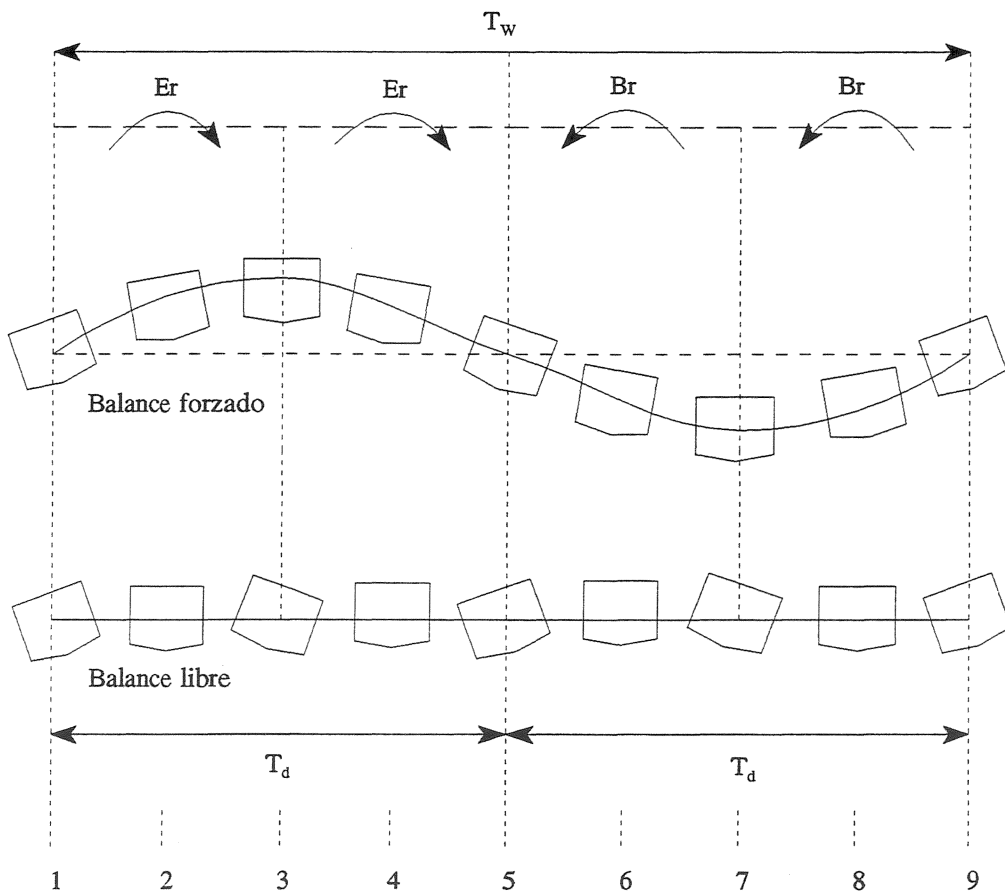 T_w
Er Er Br Br
Balance forzado
Balance libre
T_d T_d
1 2 3 4 5 6 7 8 9